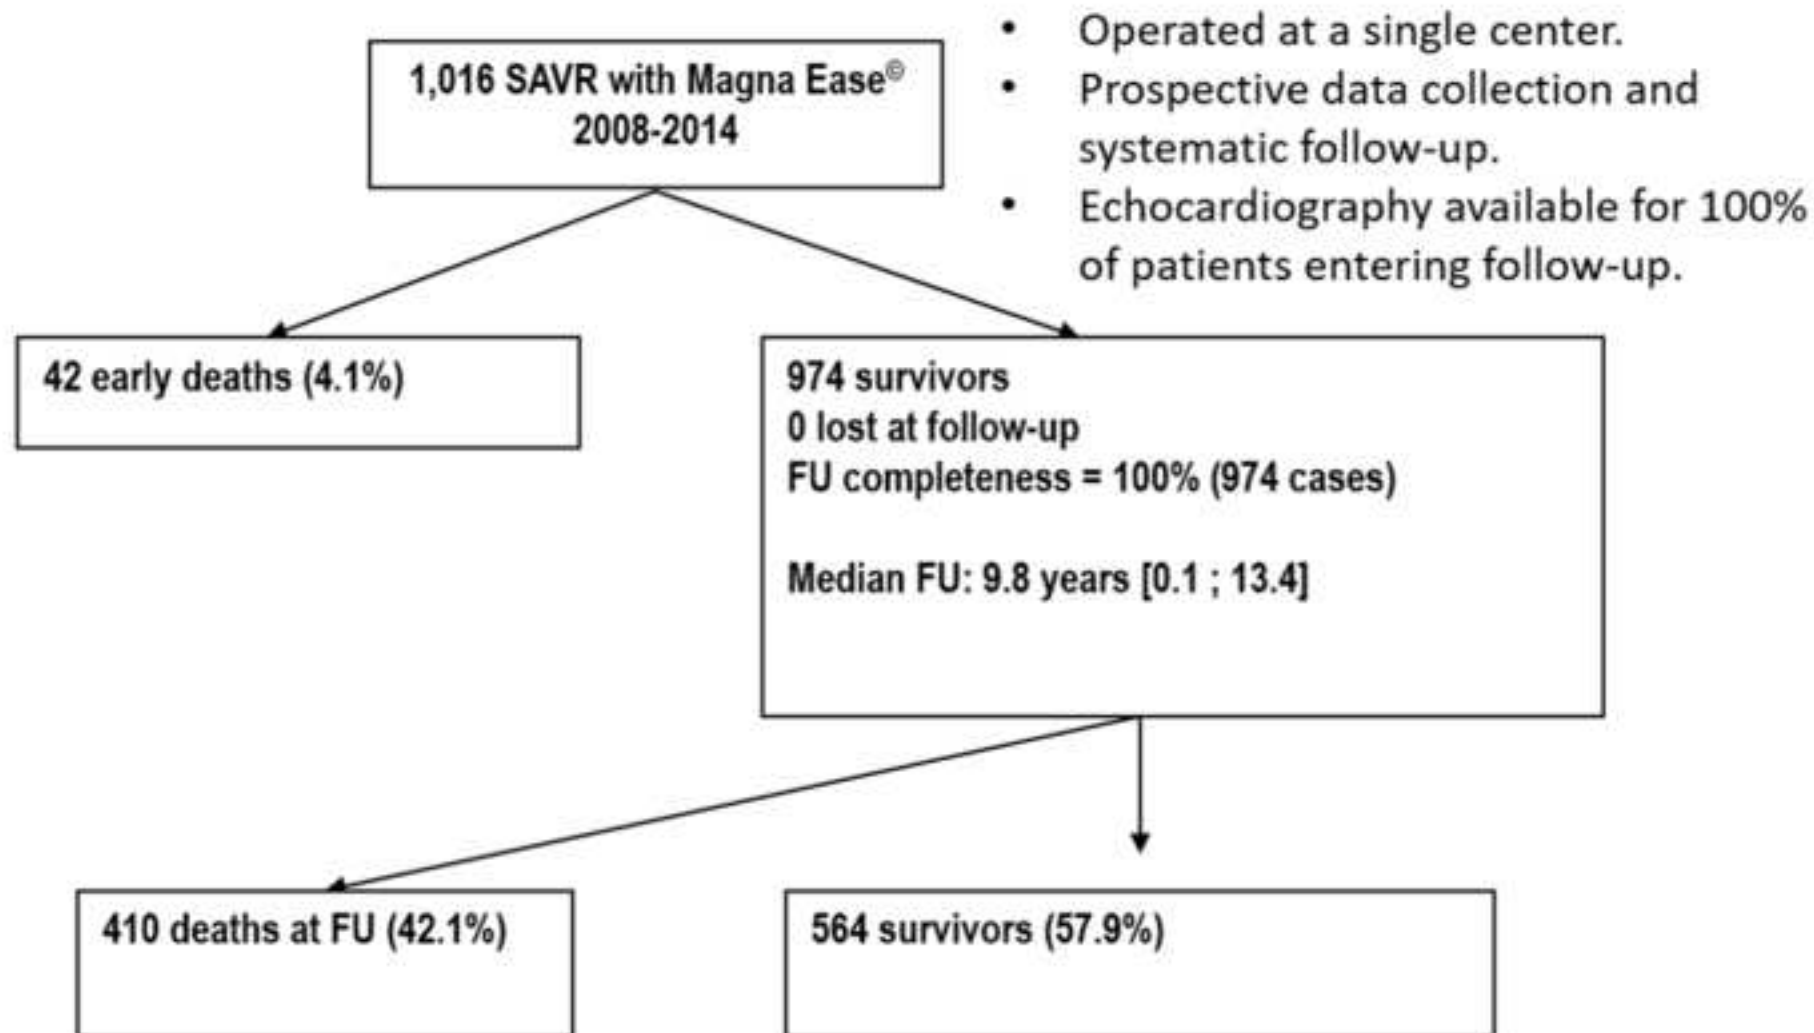 1,016 SAVR with Magna Ease©
2008-2014
• Operated at a single center.
• Prospective data collection and
systematic follow-up.
• Echocardiography available for 100%
of patients entering follow-up.
42 early deaths (4.1%)
974 survivors
0 lost at follow-up
FU completeness = 100% (974 cases)
Median FU: 9.8 years [0.1 ; 13.4]
410 deaths at FU (42.1%)
564 survivors (57.9%)